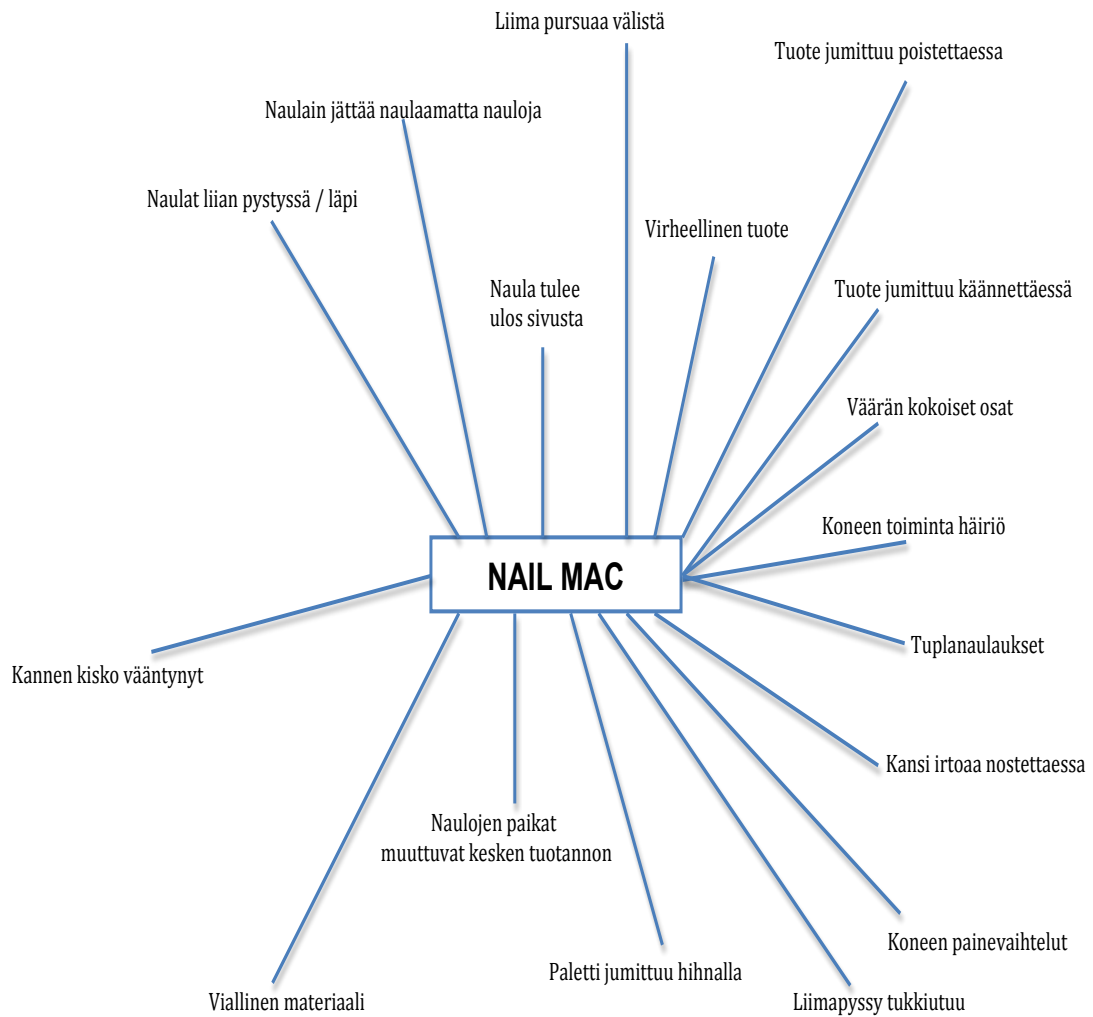 Liima pursuaa välistä
Tuote jumittuu poistettaessa
Naulain jättää naulaamatta nauloja
Naulat liian pystyssä / läpi
Virheellinen tuote
Naula tulee
ulos sivusta
Tuote jumittuu käännettäessä
Väärän kokoiset osat
Koneen toiminta häiriö
NAIL MAC
Tuplanaulaukset
Kannen kisko vääntynyt
Kansi irtoaa nostettaessa
Naulojen paikat
muuttuvat kesken tuotannon
Koneen painevaihtelut
Paletti jumittuu hihnalla
Viallinen materiaali
Liimapyssy tukkiutuu